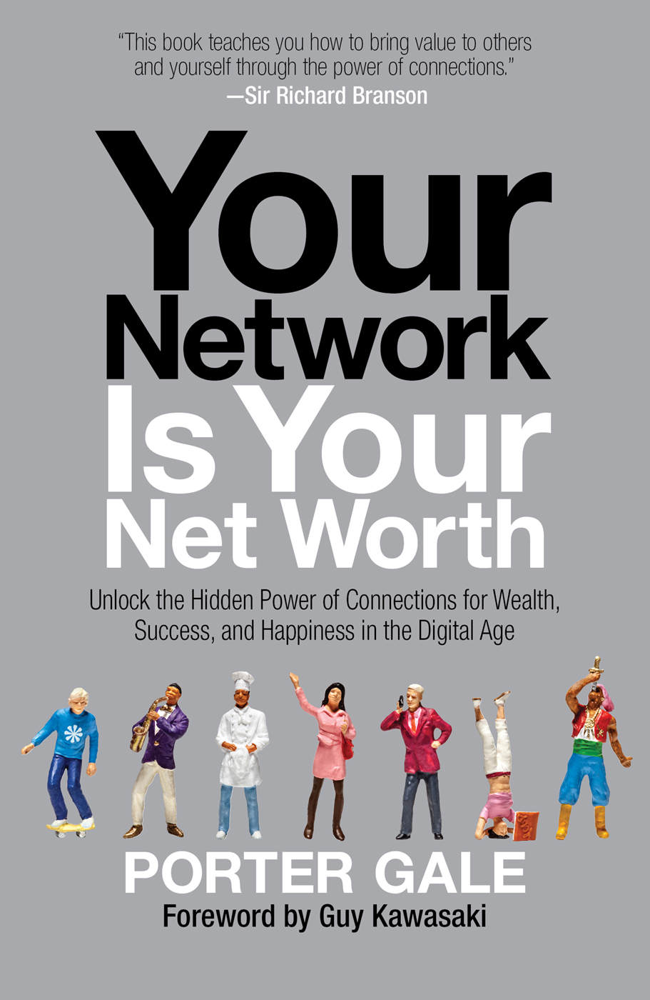 “This book teaches you how to bring value to others
and yourself through the power of connections.”
—Sir Richard Branson
Your
Network
Is Your
Net Worth
Unlock the Hidden Power of Connections for Wealth,
Success, and Happiness in the Digital Age
PORTER GALE
Foreword by Guy Kawasaki